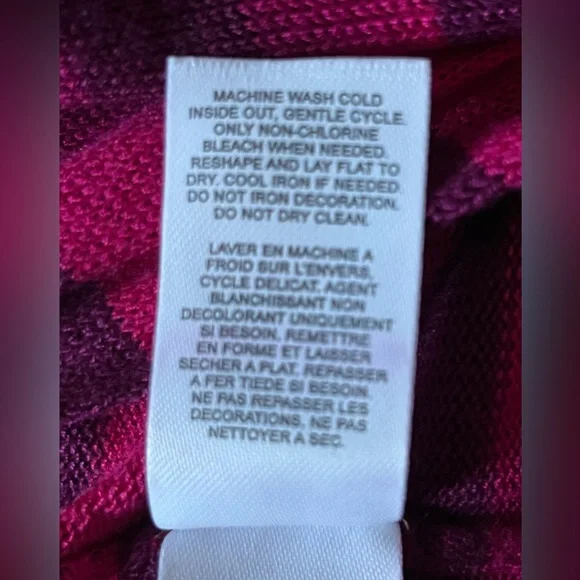 MACHINE WASH COLD
INSIDE OUT, GENTLE CYCLE.
ONLY NON-CHLORINE
BLEACH WHEN NEEDED.
RESHAPE AND LAY FLAT TO
DRY. COOL IRON IF NEEDED.
DO NOT IRON DECORATION.
DO NOT DRY CLEAN.
LAVER EN MACHINE A
FROID SUR L'ENVERS,
CYCLE DELICAT. AGENT
BLANCHISSANT NON
DECOLORANT UNIQUEMENT
SI BESOIN. REMETTRE
EN FORME ET LAISSER
SECHER A PLAT. REPASSER
A FER TIEDE SI BESOIN.
NE PAS REPASSER LES
DECORATIONS. NE PAS
NETTOYER A SEC.